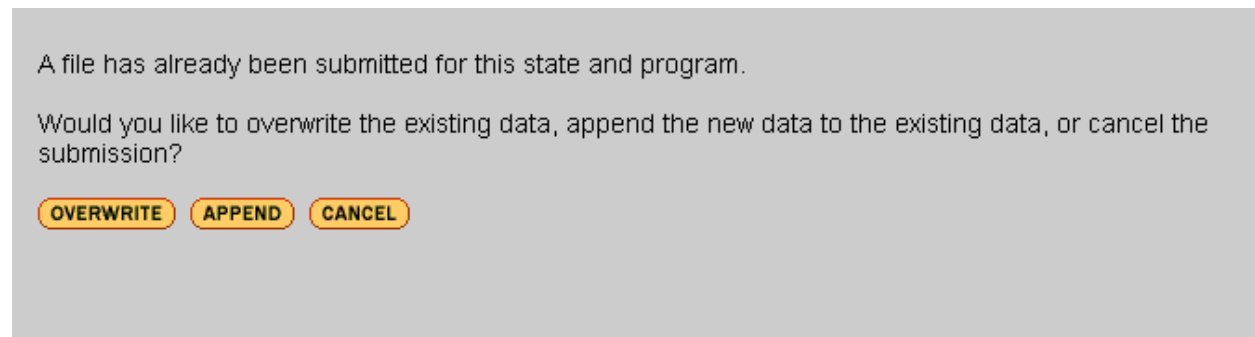 A file has already been submitted for this state and program.
Would you like to overwrite the existing data, append the new data to the existing data, or cancel the
submission?
OVERWRITE APPEND CANCEL